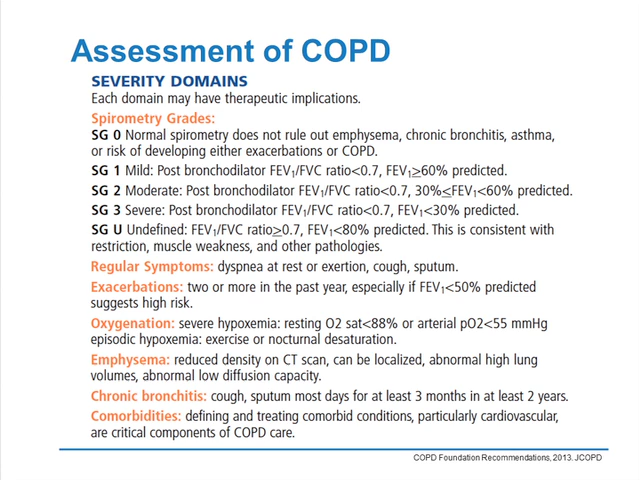 Assessment of COPD
SEVERITY DOMAINS
Each domain may have therapeutic implications.
Spirometry Grades:
SG 0 Normal spirometry does not rule out emphysema, chronic bronchitis, asthma,
or risk of developing either exacerbations or COPD.
SG 1 Mild: Post bronchodilator FEV₁/FVC ratio<0.7, FEV₁≥60% predicted.
SG 2 Moderate: Post bronchodilator FEV₁/FVC ratio<0.7, 30%≤FEV₁<60% predicted.
SG 3 Severe: Post bronchodilator FEV₁/FVC ratio<0.7, FEV₁<30% predicted.
SG U Undefined: FEV₁/FVC ratio≥0.7, FEV₁<80% predicted. This is consistent with
restriction, muscle weakness, and other pathologies.
Regular Symptoms: dyspnea at rest or exertion, cough, sputum.
Exacerbations: two or more in the past year, especially if FEV₁<50% predicted
suggests high risk.
Oxygenation: severe hypoxemia: resting O2 sat<88% or arterial pO2<55 mmHg
episodic hypoxemia: exercise or nocturnal desaturation.
Emphysema: reduced density on CT scan, can be localized, abnormal high lung
volumes, abnormal low diffusion capacity.
Chronic bronchitis: cough, sputum most days for at least 3 months in at least 2 years.
Comorbidities: defining and treating comorbid conditions, particularly cardiovascular,
are critical components of COPD care.
COPD Foundation Recommendations, 2013. JCOPD